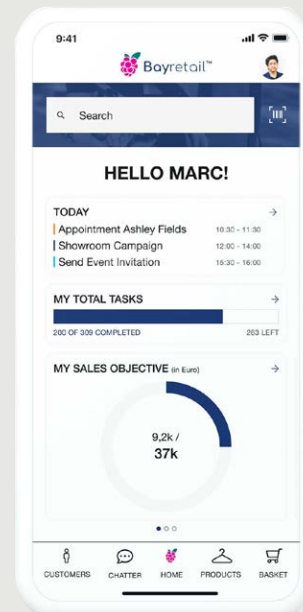 9:41
Bayretail™
Search
HELLO MARC!
TODAY
Appointment Ashley Fields 10:30 - 11:30
Showroom Campaign 12:00 - 14:00
Send Event Invitation 15:30 - 16:00
MY TOTAL TASKS
200 OF 309 COMPLETED 263 LEFT
MY SALES OBJECTIVE (in Euro)
9,2k /
37k
CUSTOMERS CHATTER HOME PRODUCTS BASKET